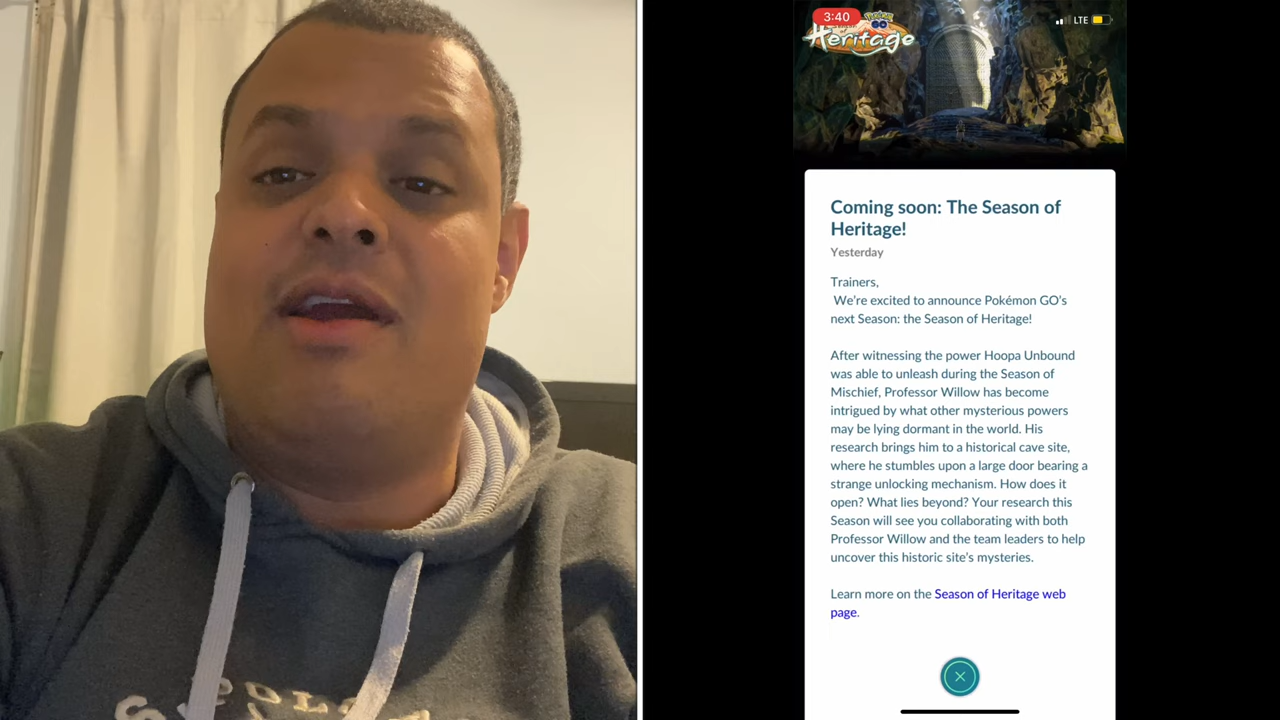 3:40
LTE
Pokémon
GO
Heritage
Coming soon: The Season of
Heritage!
Yesterday
Trainers,
We're excited to announce Pokémon GO's
next Season: the Season of Heritage!
After witnessing the power Hoopa Unbound
was able to unleash during the Season of
Mischief, Professor Willow has become
intrigued by what other mysterious powers
may be lying dormant in the world. His
research brings him to a historical cave site,
where he stumbles upon a large door bearing a
strange unlocking mechanism. How does it
open? What lies beyond? Your research this
Season will see you collaborating with both
Professor Willow and the team leaders to help
uncover this historic site's mysteries.
Learn more on the Season of Heritage web
page.